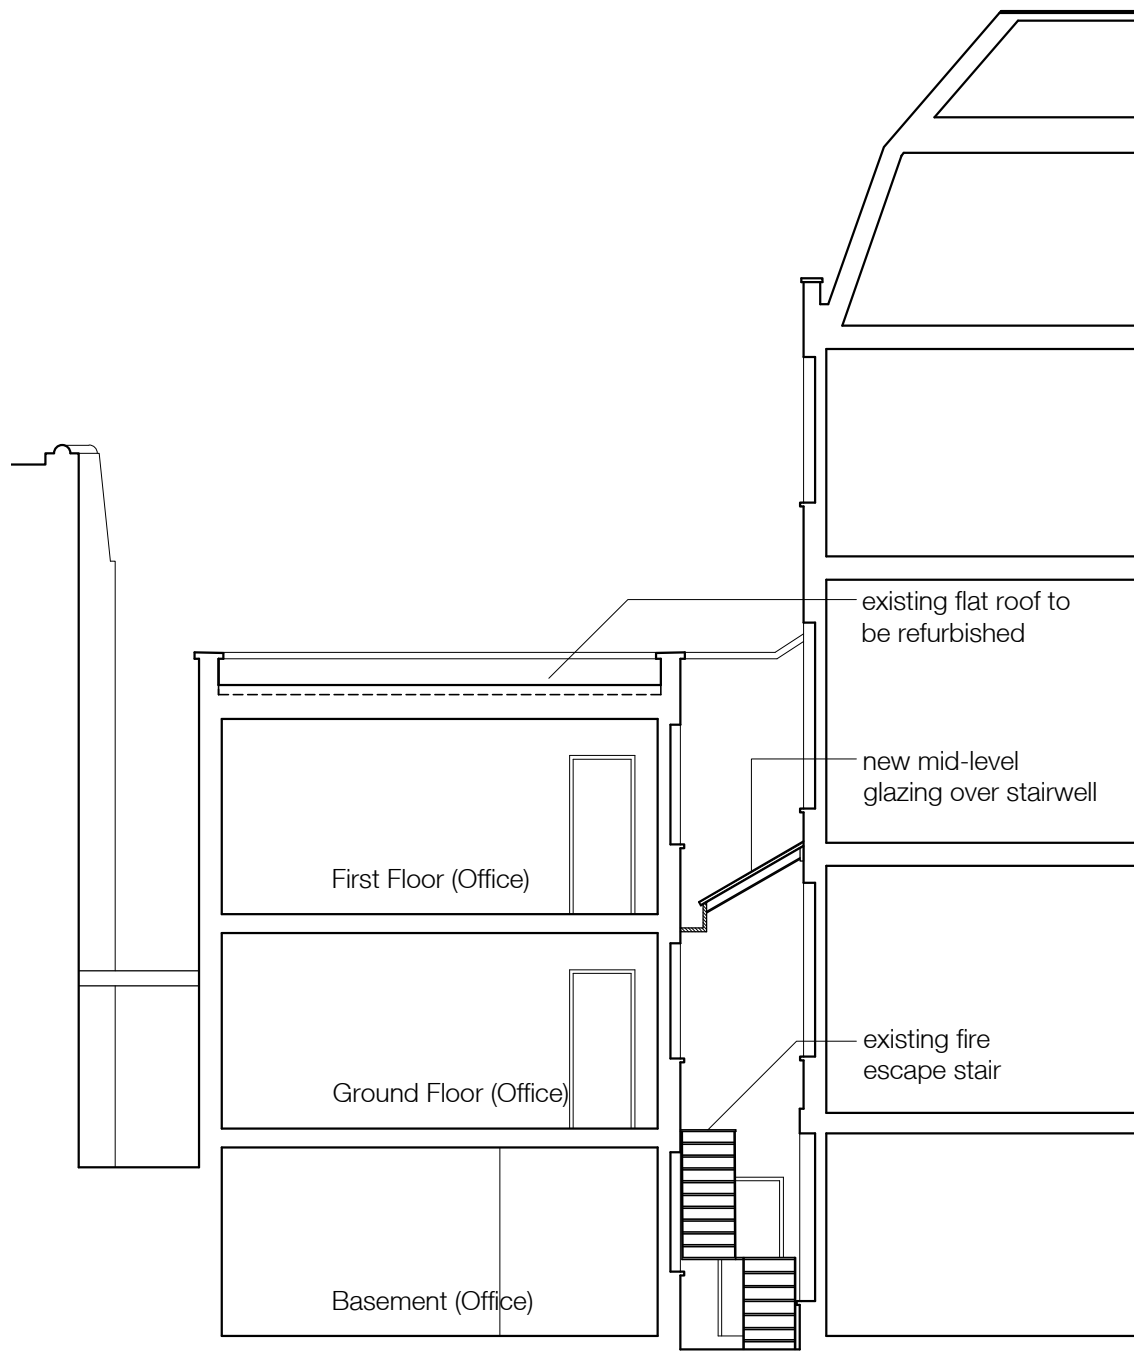 existing flat roof to
be refurbished
new mid-level
glazing over stairwell
First Floor (Office)
existing fire
escape stair
Ground Floor (Office)
Basement (Office)